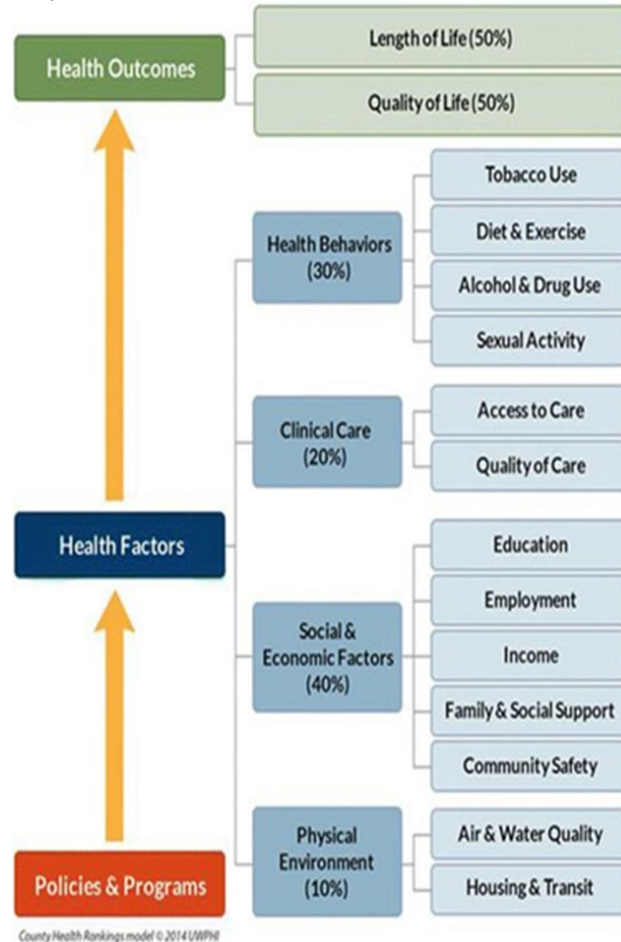 Health Outcomes
Length of Life (50%)
Quality of Life (50%)
Health Behaviors
(30%)
Tobacco Use
Diet & Exercise
Alcohol & Drug Use
Sexual Activity
Clinical Care
(20%)
Access to Care
Quality of Care
Health Factors
Social &
Economic Factors
(40%)
Education
Employment
Income
Family & Social Support
Community Safety
Physical
Environment
(10%)
Air & Water Quality
Housing & Transit
Policies & Programs
County Health Rankings model © 2014 UWPHI